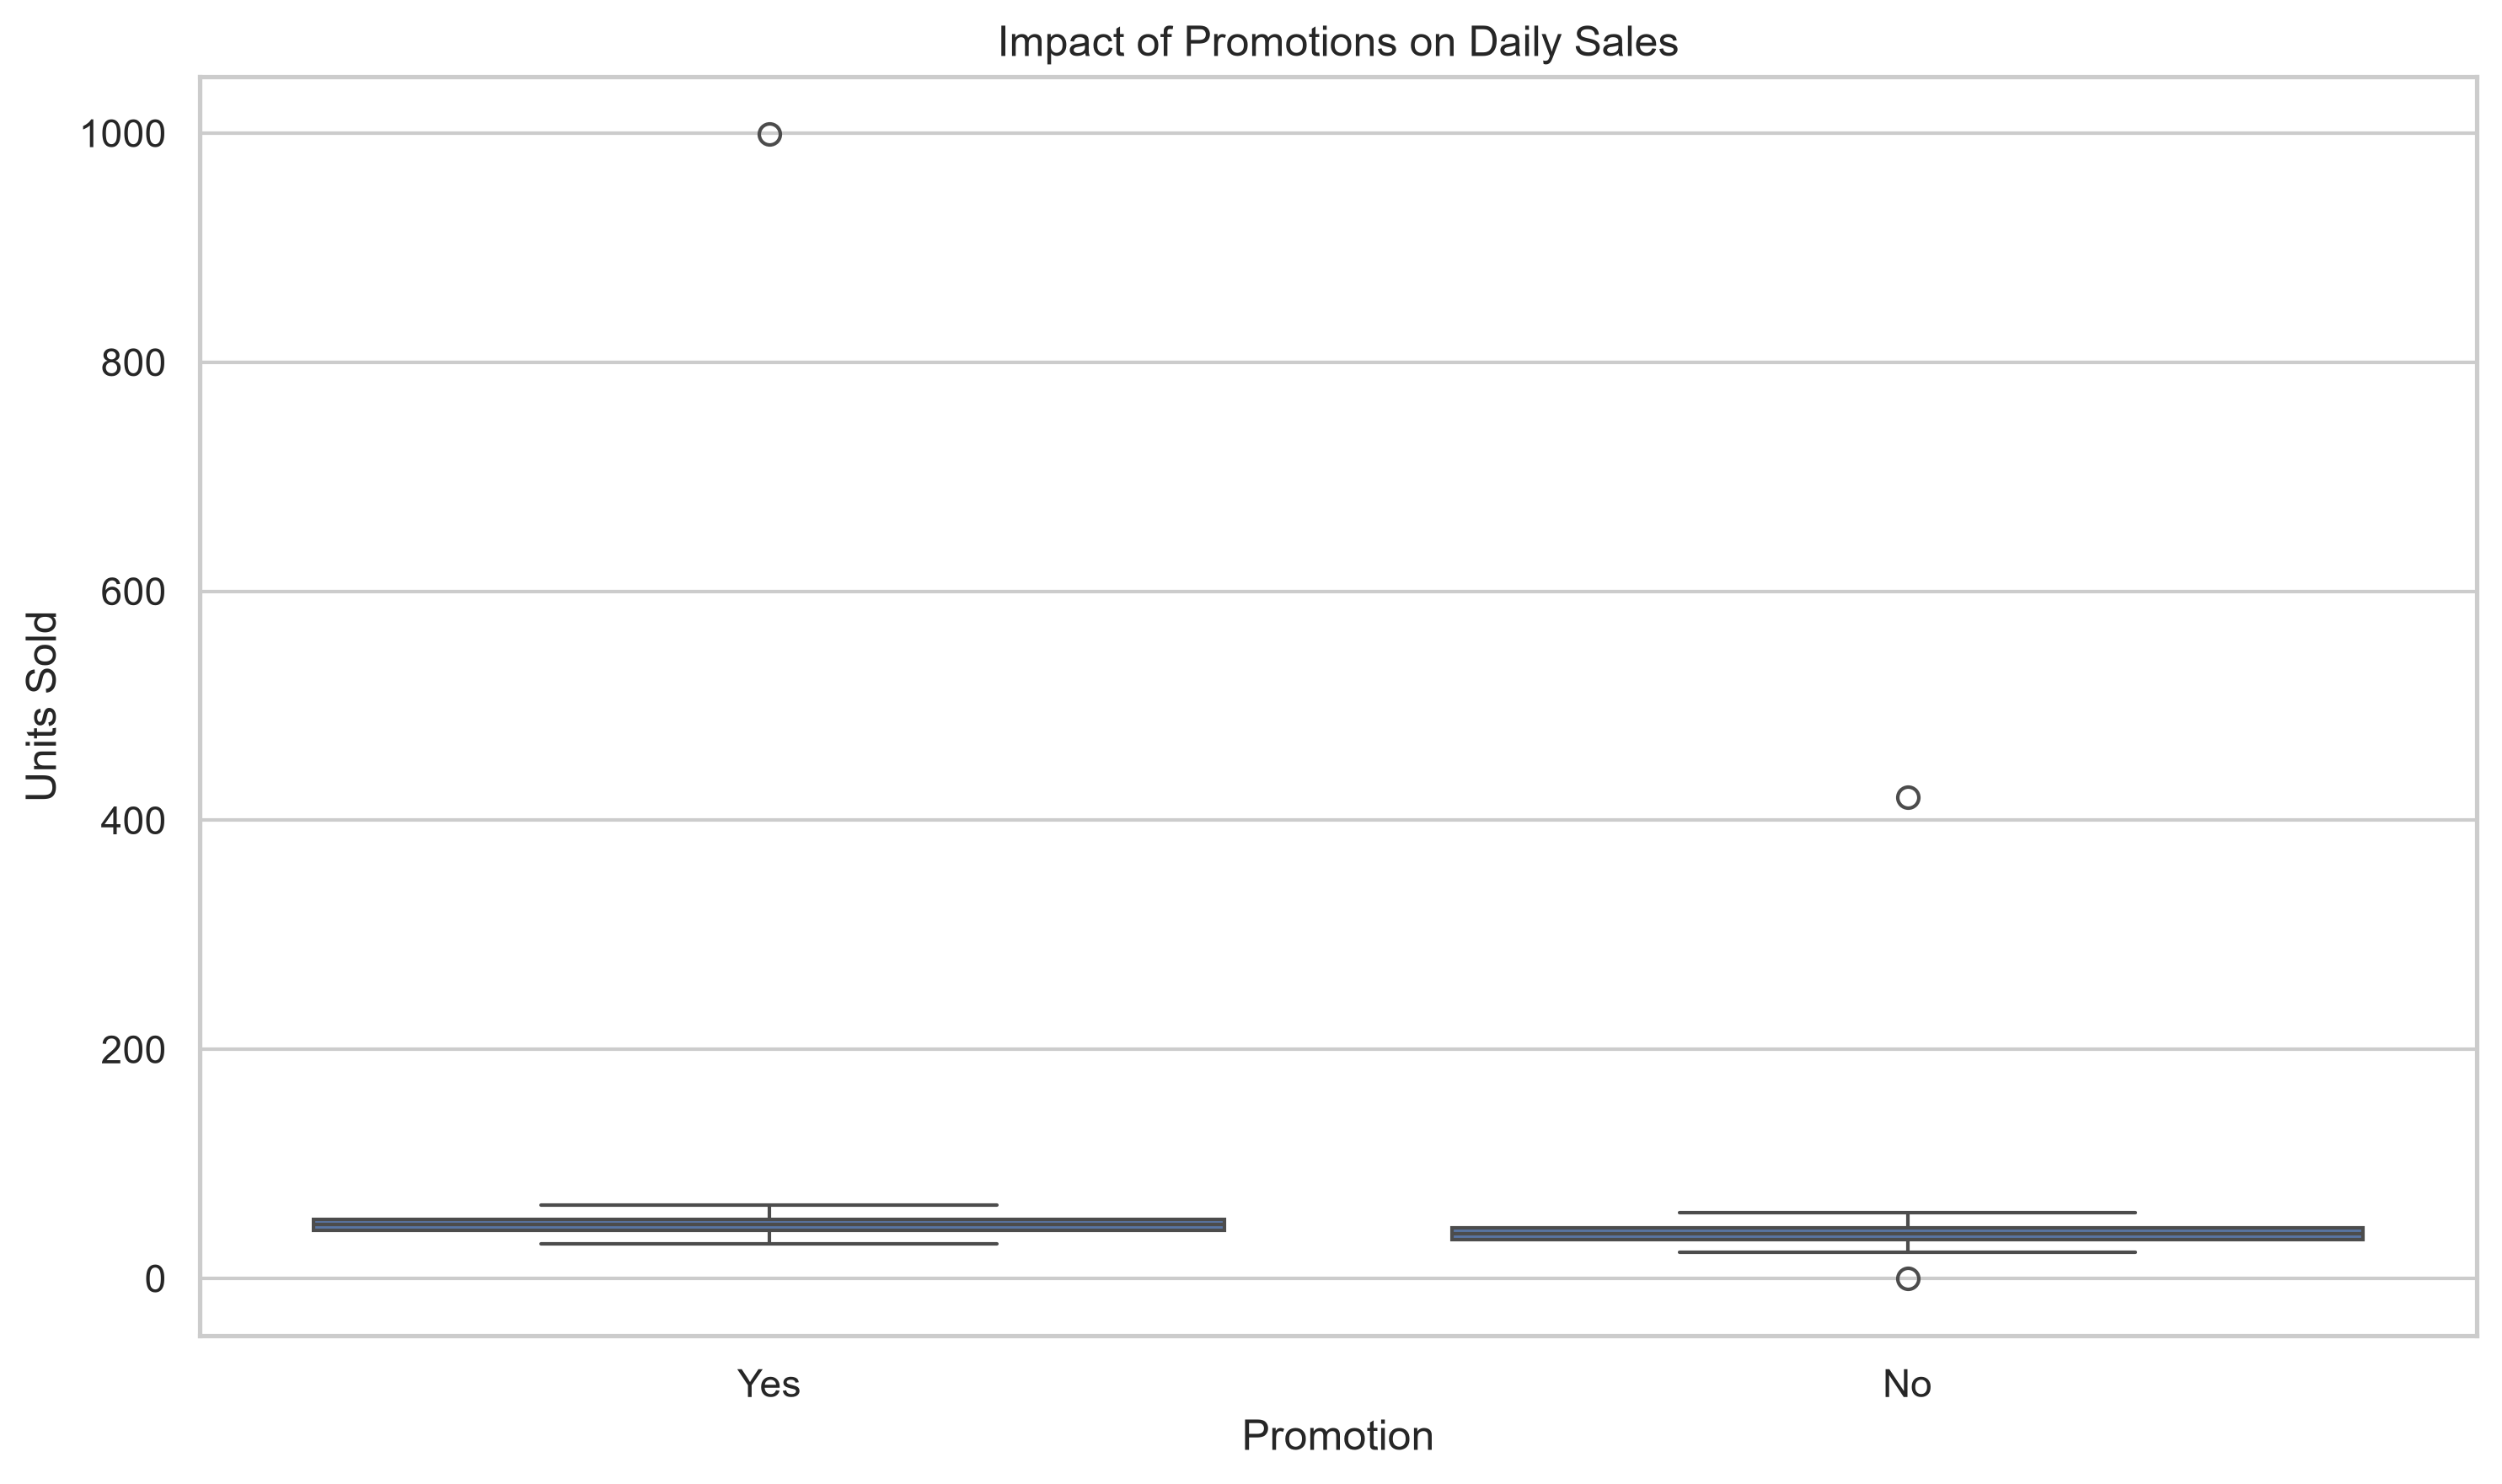 Impact of Promotions on Daily Sales
Units Sold
1000
800
600
400
200
0
Yes
No
Promotion